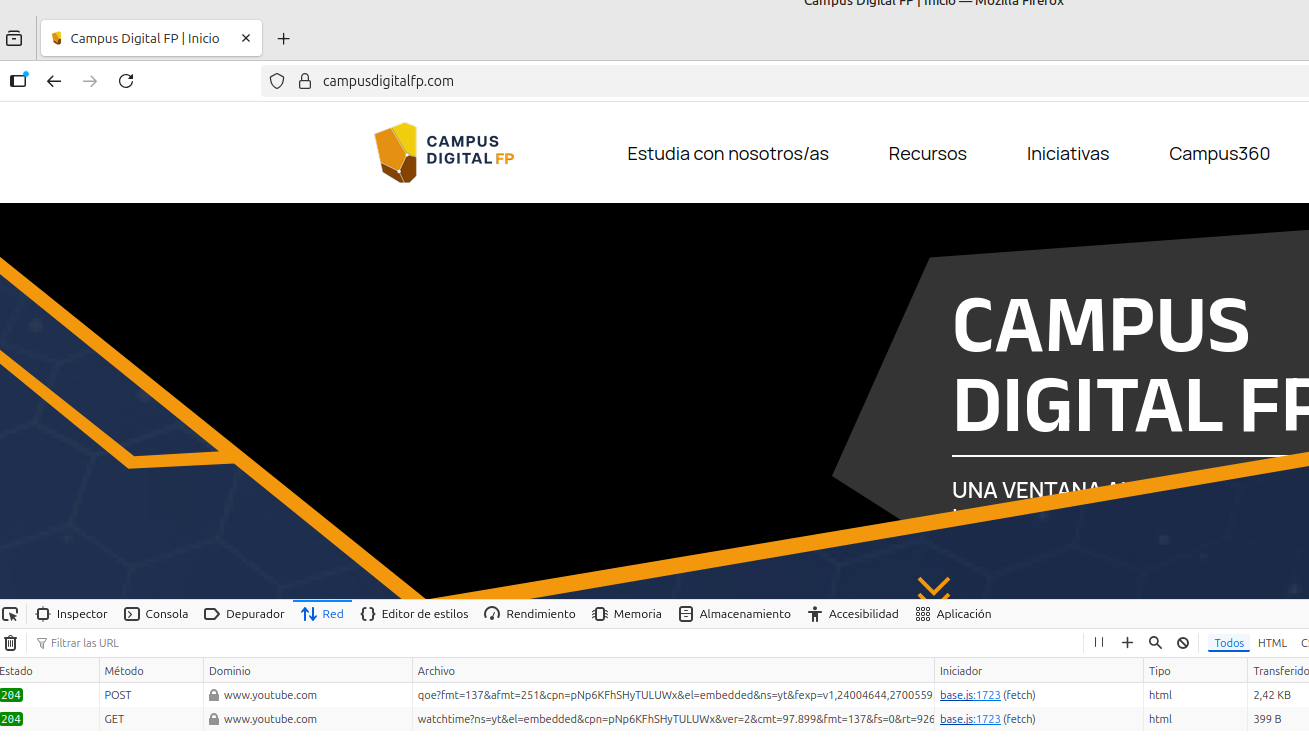 Campus Digital FP | Inicio — Mozilla Firefox
Campus Digital FP | Inicio
campusdigitalfp.com
CAMPUS
DIGITAL FP
Estudia con nosotros/as Recursos Iniciativas Campus360
CAMPUS
DIGITAL FP
UNA VENTANA
Inspector Consola Depurador Red Editor de estilos Rendimiento Memoria Almacenamiento Accesibilidad Aplicación
Filtrar las URL Todos HTML
Estado Método Dominio Archivo Iniciador Tipo Transferido
204 POST www.youtube.com qoe?fmt=137&afmt=251&cpn=pNp6KFhSHyTULUWx&el=embedded&ns=yt&fexp=v1,24004644,2700559 base.js:1723 (fetch) html 2,42 KB
204 GET www.youtube.com watchtime?ns=yt&el=embedded&cpn=pNp6KFhSHyTULUWx&ver=2&cmt=97.899&fmt=137&fs=0&rt=926 base.js:1723 (fetch) html 399 B